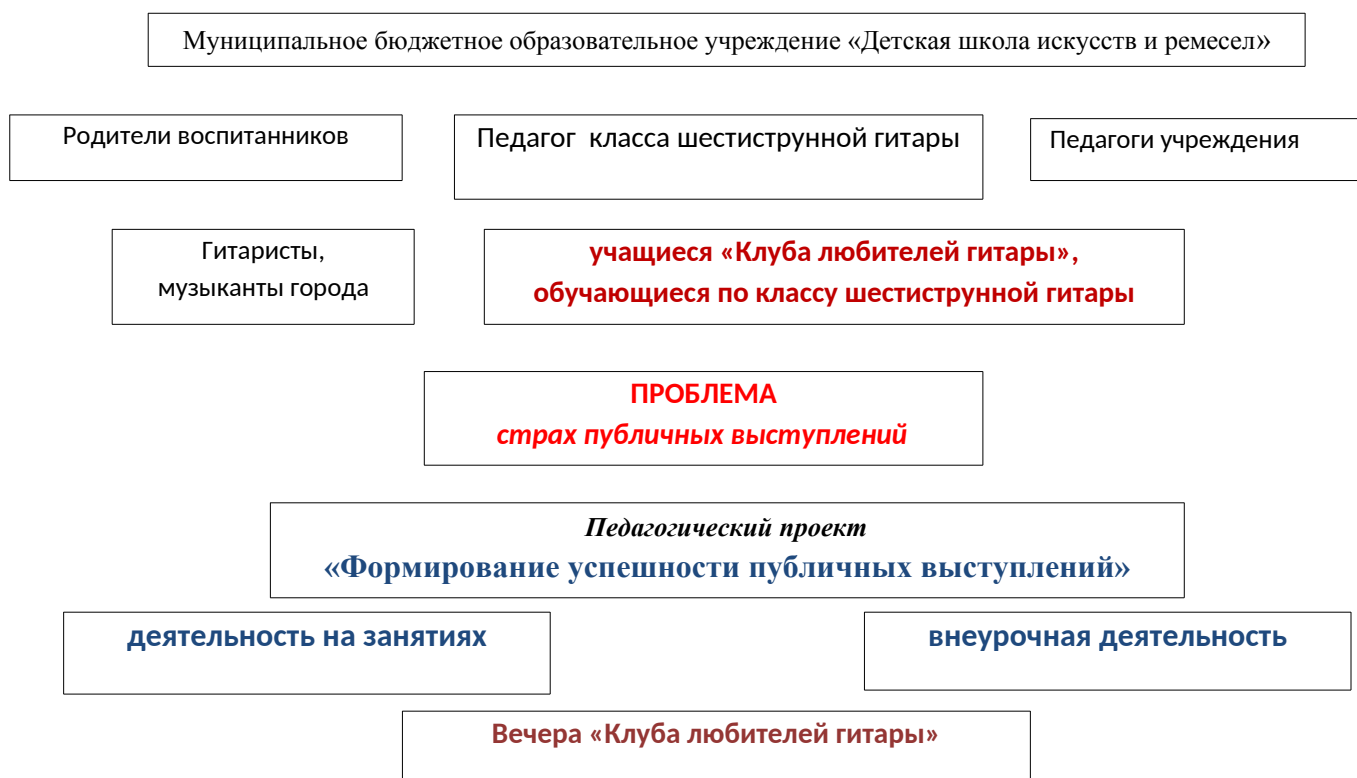 Муниципальное бюджетное образовательное учреждение «Детская школа искусств и ремесел»
Родители воспитанников
Педагог класса шестиструнной гитары
Педагоги учреждения
Гитаристы,
музыканты города
учащиеся «Клуба любителей гитары»,
обучающиеся по классу шестиструнной гитары
ПРОБЛЕМА
страх публичных выступлений
Педагогический проект
«Формирование успешности публичных выступлений»
деятельность на занятиях
внеурочная деятельность
Вечера «Клуба любителей гитары»